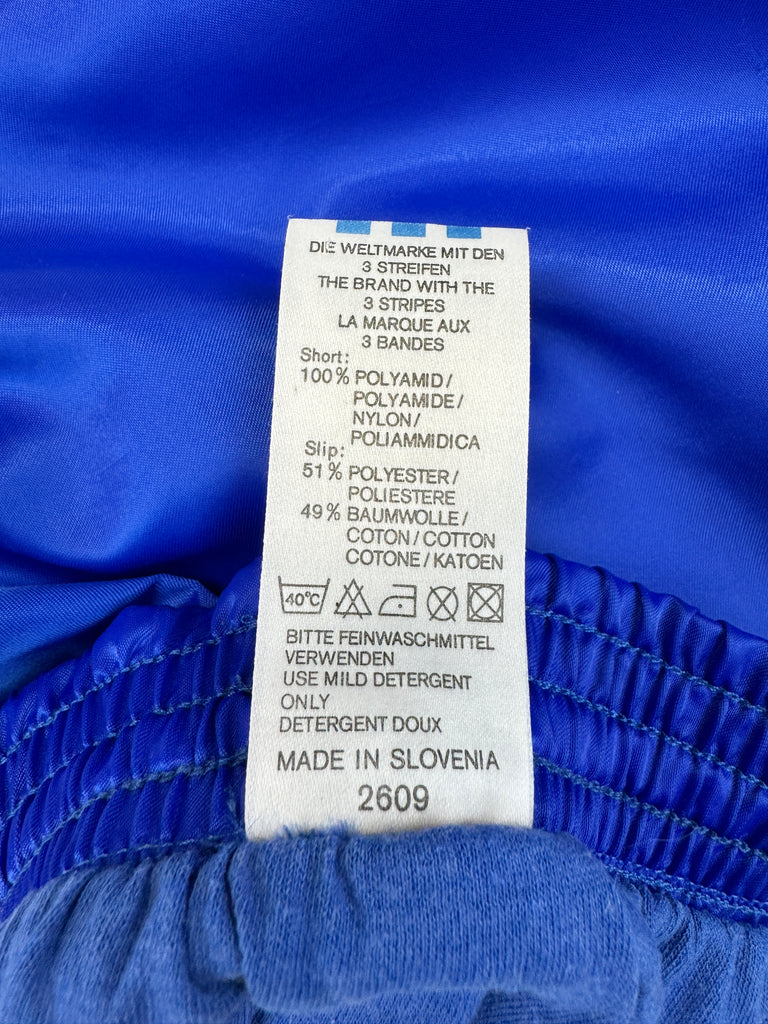 DIE WELTMARKE MIT DEN
3 STREIFEN
THE BRAND WITH THE
3 STRIPES
LA MARQUE AUX
3 BANDES
Short:
100% POLYAMID/
POLYAMIDE/
NYLON/
POLIAMMIDICA
Slip:
51% POLYESTER/
POLIESTERE
49% BAUMWOLLE/
COTON/COTTON
COTONE/KATOEN
40°C
BITTE FEINWASCHMITTEL
VERWENDEN
USE MILD DETERGENT
ONLY
DETERGENT DOUX
MADE IN SLOVENIA
2609